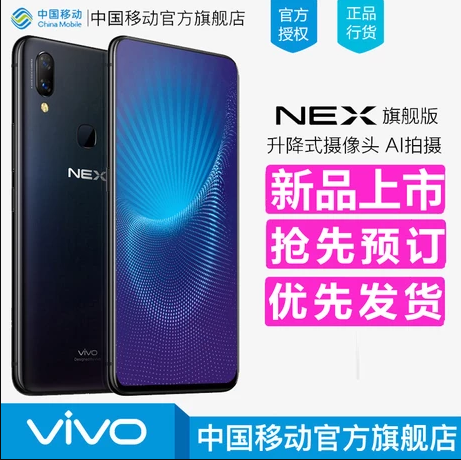 中国移动
China Mobile
中国移动官方旗舰店
官方
授权
正品
行货
NEX 旗舰版
升降式摄像头 AI拍摄
新品上市
抢先预订
优先发货
NEX
vivo
vivo
中国移动官方旗舰店